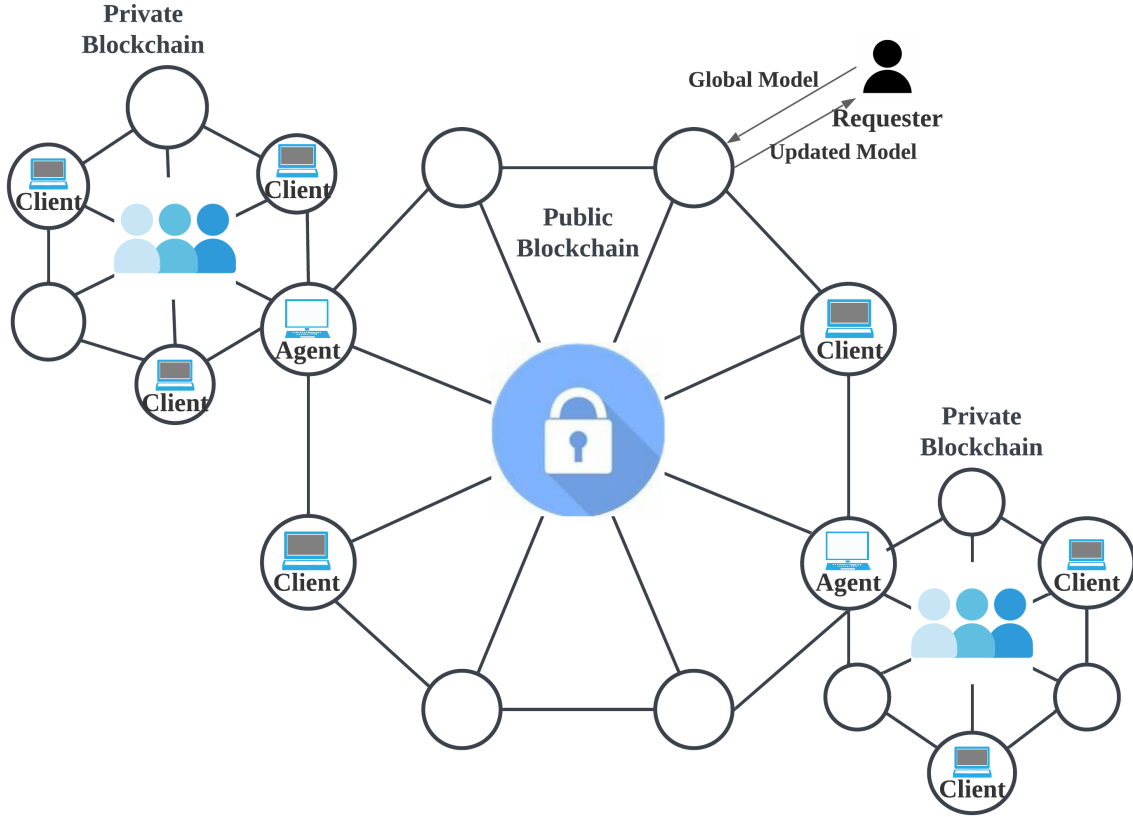 Private
Blockchain
Global Model
Requester
Updated Model
Client
Client
Public
Blockchain
Agent
Client
Client
Private
Blockchain
Client
Agent
Client
Client